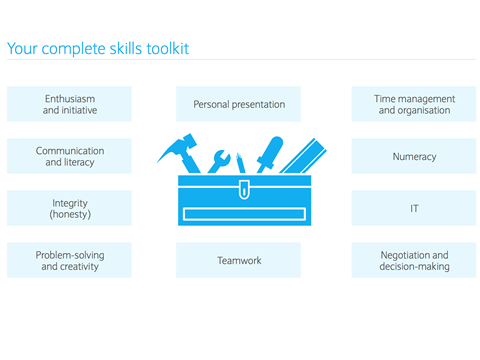 Your complete skills toolkit
Enthusiasm
and initiative
Personal presentation
Time management
and organisation
Communication
and literacy
Numeracy
Integrity
(honesty)
IT
Problem-solving
and creativity
Teamwork
Negotiation and
decision-making